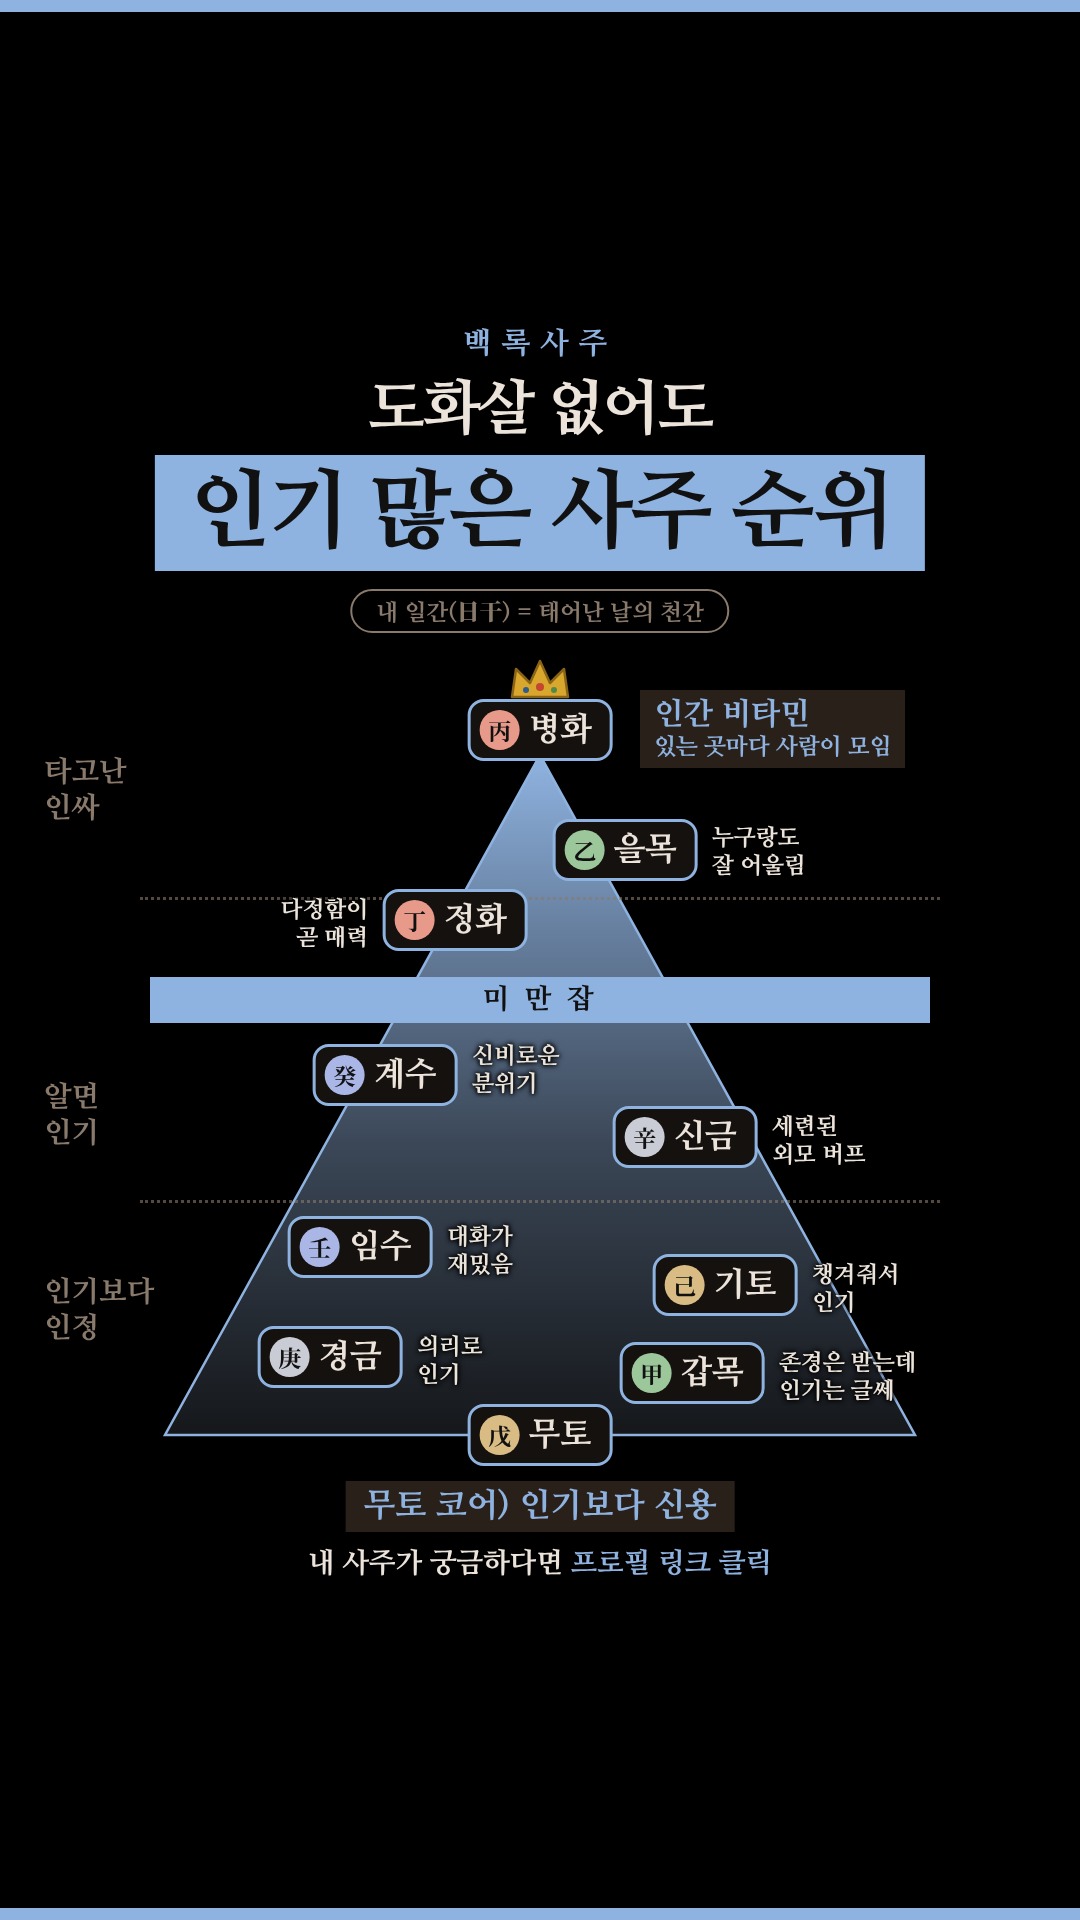 백록사주
도화살 없어도
인기 많은 사주 순위
내 일간(日干) = 태어난 날의 천간
丙 병화
인간 비타민
있는 곳마다 사람이 모임
타고난
인싸
乙 을목
누구랑도
잘 어울림
다정함이
곧 매력
丁 정화
미만잡
癸 계수
신비로운
분위기
알면
인기
辛 신금
세련된
외모 버프
壬 임수
대화가
재밌음
己 기토
챙겨줘서
인기
인기보다
인정
庚 경금
의리로
인기
甲 갑목
존경은 받는데
인기는 글쎄
戊 무토
무토 코어) 인기보다 신용
내 사주가 궁금하다면 프로필 링크 클릭